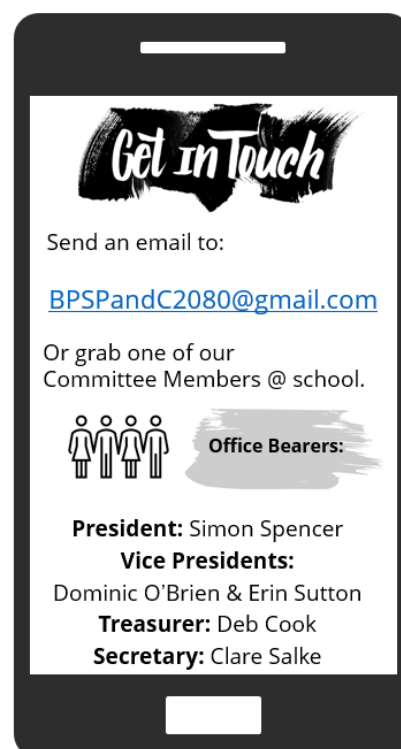 Get in Touch
Send an email to:
BPSPandC2080@gmail.com
Or grab one of our
Committee Members @ school.
Office Bearers:
President: Simon Spencer
Vice Presidents:
Dominic O'Brien & Erin Sutton
Treasurer: Deb Cook
Secretary: Clare Salke